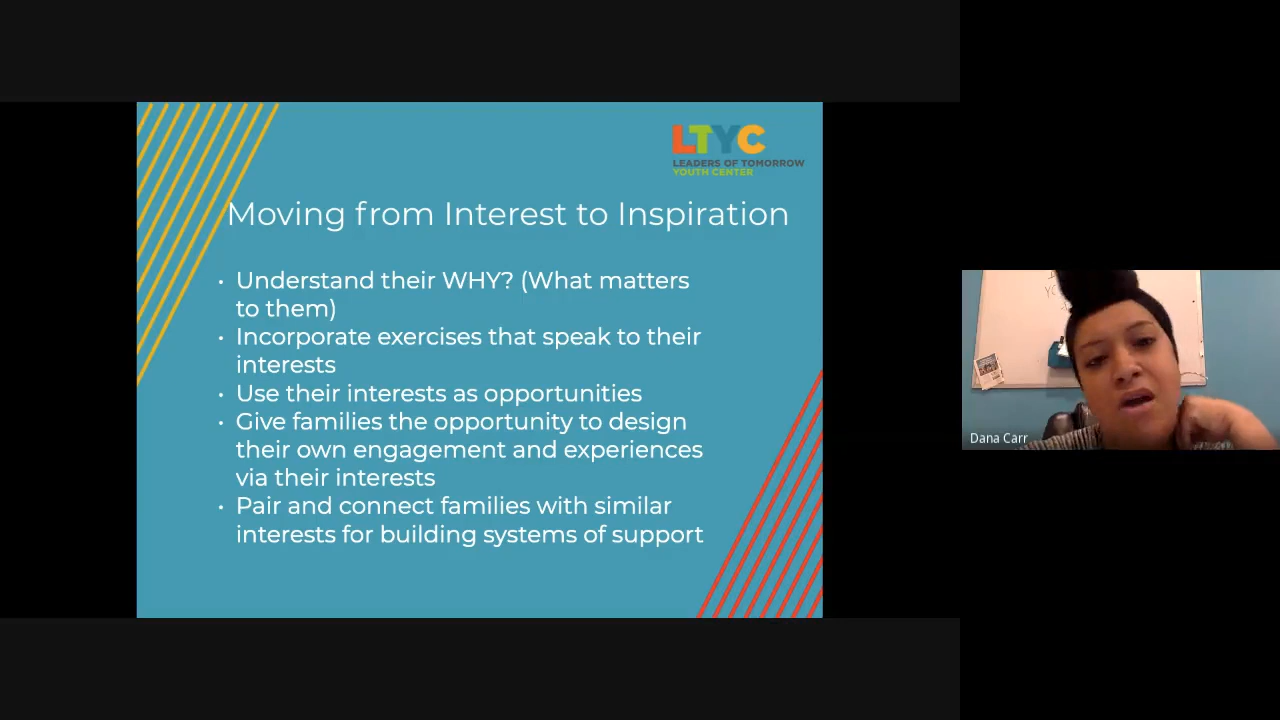 LTYC
LEADERS OF TOMORROW
YOUTH CENTER
Moving from Interest to Inspiration
• Understand their WHY? (What matters
to them)
• Incorporate exercises that speak to their
interests
• Use their interests as opportunities
• Give families the opportunity to design
their own engagement and experiences
via their interests
• Pair and connect families with similar
interests for building systems of support
Dana Carr